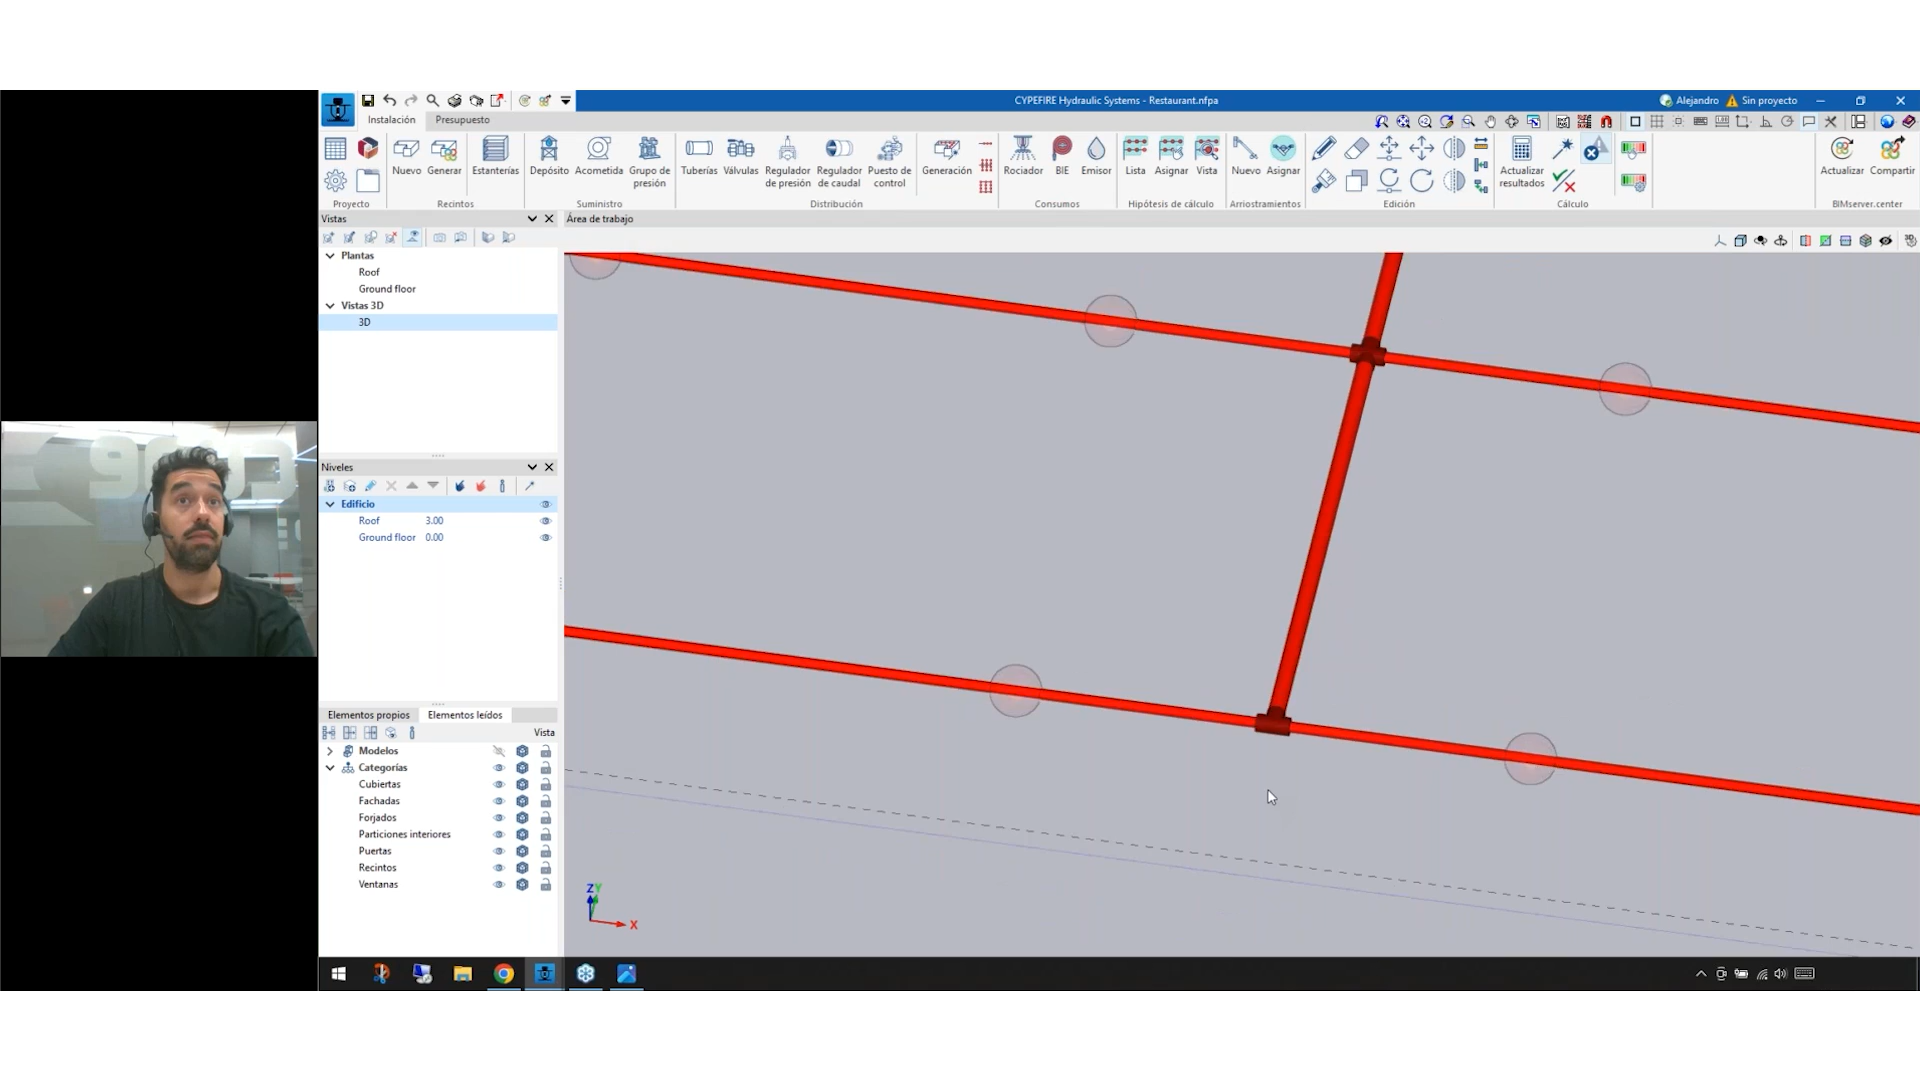 CYPEFIRE Hydraulic Systems - Restaurant.nfpa
Alejandro
Sin proyecto
Instalación
Presupuesto
Nuevo
Generar
Estanterías
Depósito
Acometida
Grupo de
presión
Tuberías
Válvulas
Regulador
de presión
Regulador
de caudal
Puesto de
control
Generación
Rociador
BIE
Emisor
Lista
Asignar
Vista
Nuevo
Asignar
Actualizar
resultados
Actualizar
Compartir
Proyecto
Recintos
Suministro
Distribución
Consumos
Hipótesis de cálculo
Arriostramientos
Edición
Cálculo
BIMserver.center
Vistas
Área de trabajo
Plantas
Roof
Ground floor
Vistas 3D
3D
Niveles
Edificio
Roof 3.00
Ground floor 0.00
Elementos propios
Elementos leídos
Vista
Modelos
Categorías
Cubiertas
Fachadas
Forjados
Particiones interiores
Puertas
Recintos
Ventanas
Z
Y
X